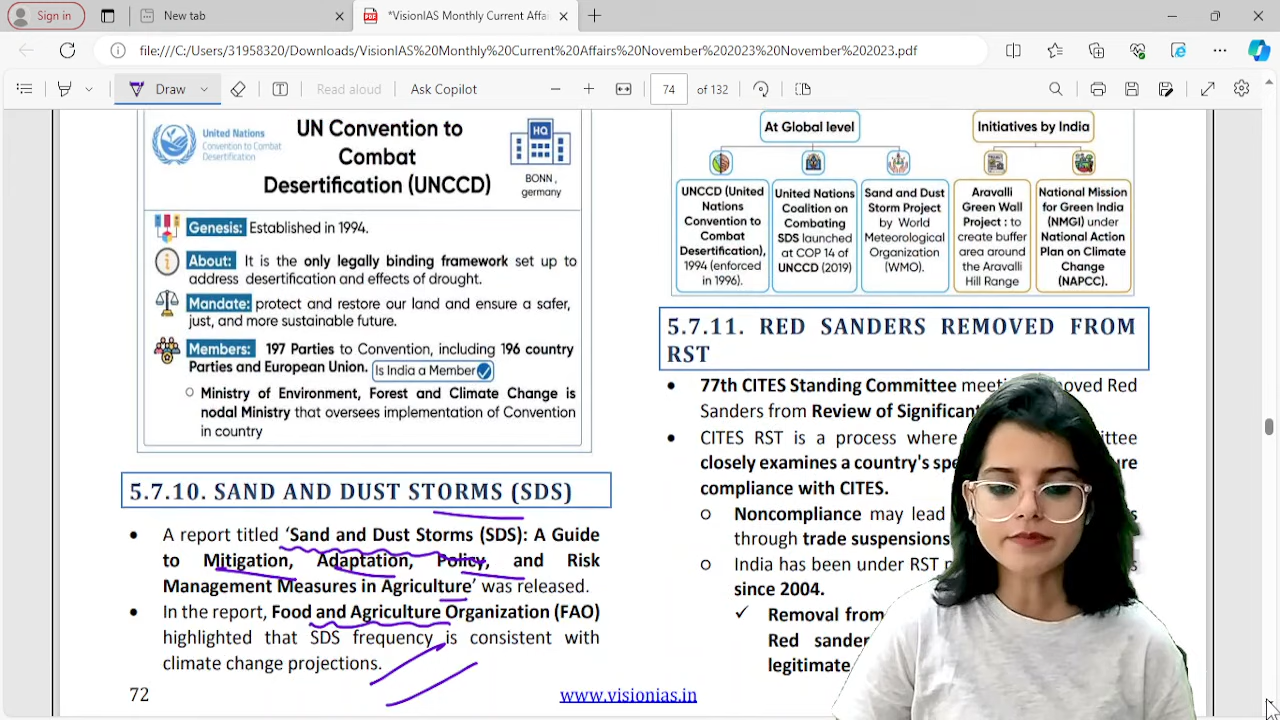 Sign in
New tab
*VisionIAS Monthly Current Affai
file:///C:/Users/31958320/Downloads/VisionIAS%20Monthly%20Current%20Affairs%20November%202023%20November%202023.pdf
Draw
Read aloud
Ask Copilot
74 of 132
United Nations
Convention to Combat
Desertification
UN Convention to
Combat
Desertification (UNCCD)
HQ
BONN,
germany
Genesis: Established in 1994.
About: It is the only legally binding framework set up to
address desertification and effects of drought.
Mandate: protect and restore our land and ensure a safer,
just, and more sustainable future.
Members: 197 Parties to Convention, including 196 country
Parties and European Union. Is India a Member
Ministry of Environment, Forest and Climate Change is
nodal Ministry that oversees implementation of Convention
in country
5.7.10. SAND AND DUST STORMS (SDS)
• A report titled ‘Sand and Dust Storms (SDS): A Guide
to Mitigation, Adaptation, Policy, and Risk
Management Measures in Agriculture’ was released.
• In the report, Food and Agriculture Organization (FAO)
highlighted that SDS frequency is consistent with
climate change projections.
72
www.visionias.in
At Global level
Initiatives by India
UNCCD (United
Nations
Convention to
Combat
Desertification),
1994 (enforced
in 1996).
United Nations
Coalition on
Combating
SDS launched
at COP 14 of
UNCCD (2019)
Sand and Dust
Storm Project
by World
Meteorological
Organization
(WMO).
Aravalli
Green Wall
Project : to
create buffer
area around
the Aravalli
Hill Range
National Mission
for Green India
(NMGI) under
National Action
Plan on Climate
Change
(NAPCC).
5.7.11. RED SANDERS REMOVED FROM
RST
• 77th CITES Standing Committee moved Red
Sanders from Review of
• CITES RST is a process where
closely examines a country's
compliance with CITES.
Noncompliance may lead
through trade suspensions
India has been under RST
since 2004.
✓ Removal from
Red
legitimate